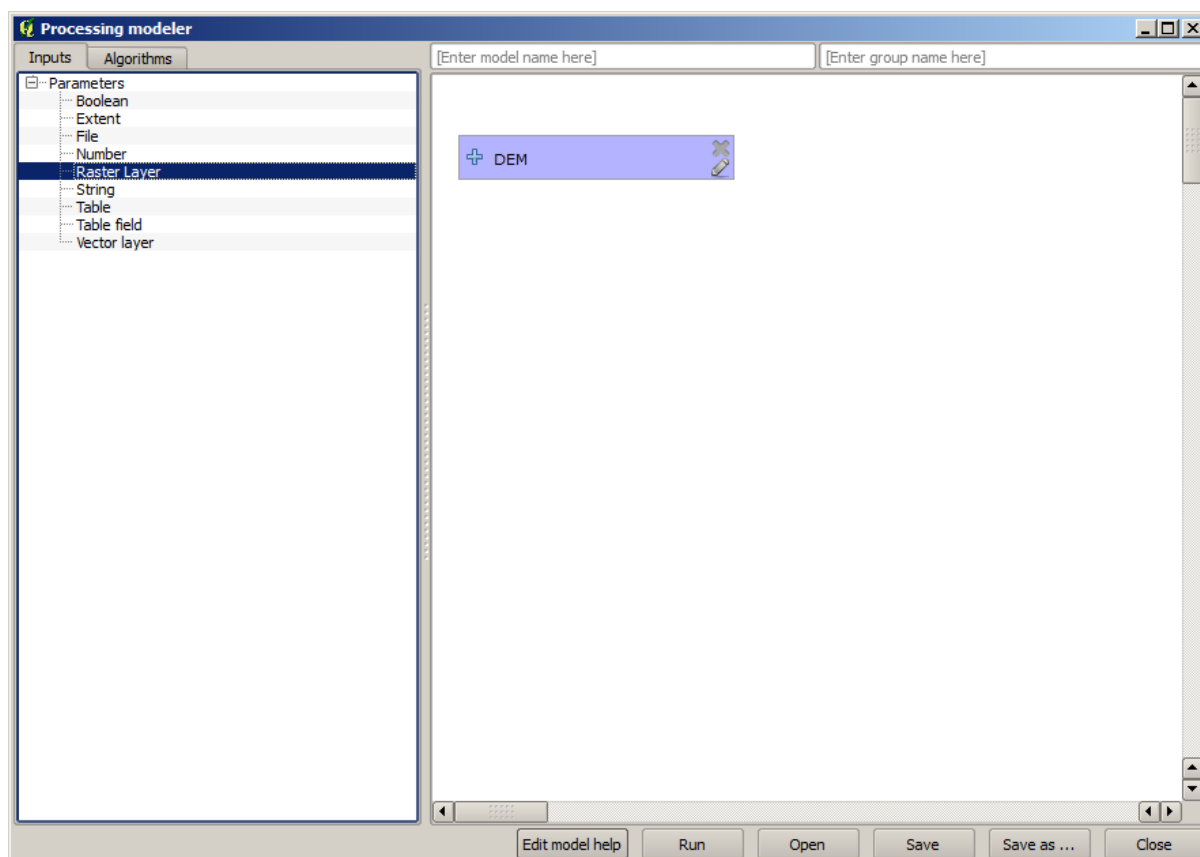 Processing modeler
Inputs Algorithms
[Enter model name here] [Enter group name here]
Parameters
Boolean
Extent
File
Number
Raster Layer
String
Table
Table field
Vector layer
DEM
Edit model help Run Open Save Save as ... Close